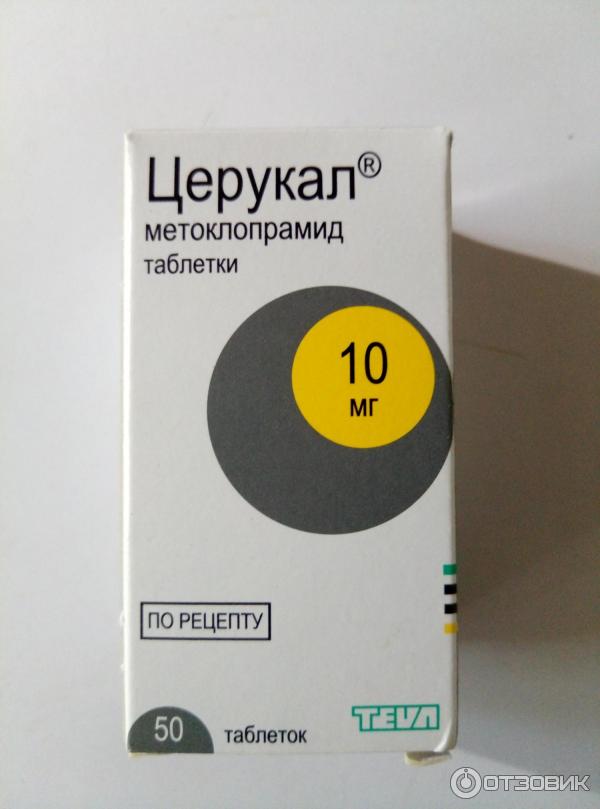 Церукал®
метоклопрамид
таблетки
10
мг
ПО РЕЦЕПТУ
50 таблеток
TEVA
ОТЗОВИК